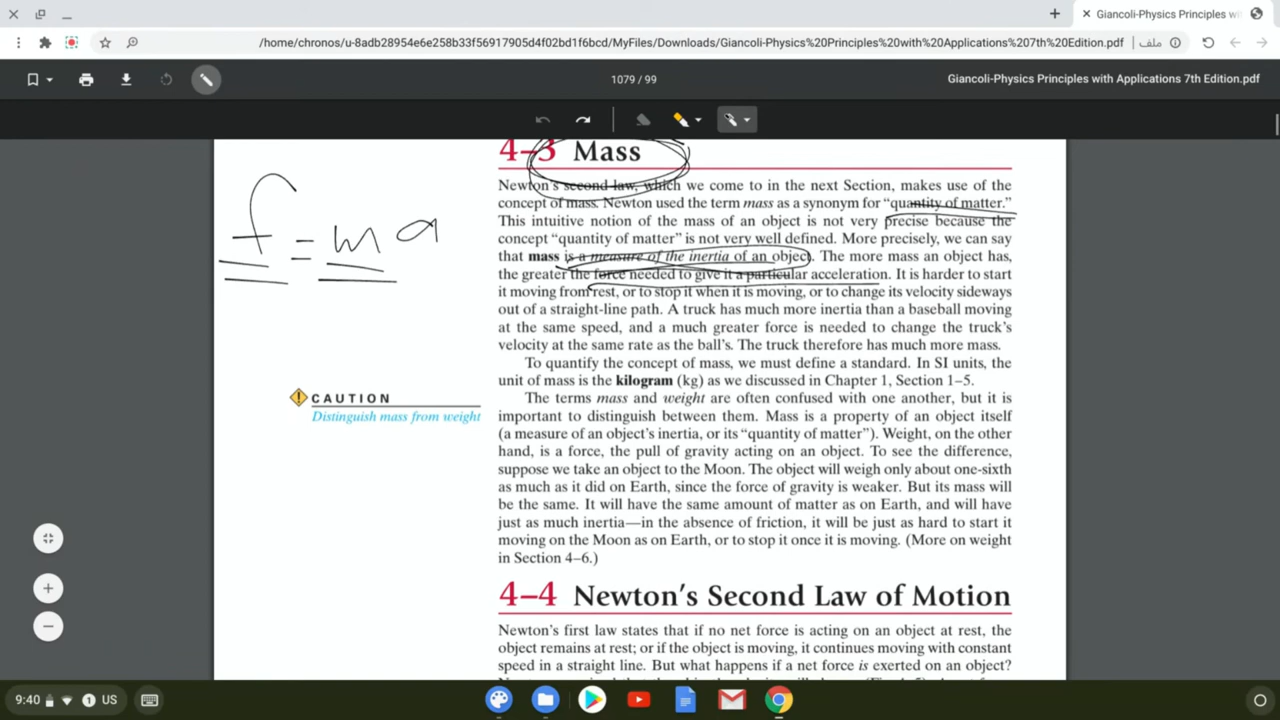 Giancoli-Physics Principles wi
/home/chronos/u-8adb28954e6e258b33f56917905d4f02bd1f6bcd/MyFiles/Downloads/Giancoli-Physics%20Principles%20with%20Applications%207th%20Edition.pdf ملف
1079 / 99
Giancoli-Physics Principles with Applications 7th Edition.pdf
4–3 Mass
Newton's second law, which we come to in the next Section, makes use of the
concept of mass. Newton used the term mass as a synonym for “quantity of matter.”
This intuitive notion of the mass of an object is not very precise because the
concept “quantity of matter” is not very well defined. More precisely, we can say
that mass is a measure of the inertia of an object. The more mass an object has,
the greater the force needed to give it a particular acceleration. It is harder to start
it moving from rest, or to stop it when it is moving, or to change its velocity sideways
out of a straight-line path. A truck has much more inertia than a baseball moving
at the same speed, and a much greater force is needed to change the truck's
velocity at the same rate as the ball's. The truck therefore has much more mass.
To quantify the concept of mass, we must define a standard. In SI units, the
unit of mass is the kilogram (kg) as we discussed in Chapter 1, Section 1–5.
The terms mass and weight are often confused with one another, but it is
important to distinguish between them. Mass is a property of an object itself
(a measure of an object's inertia, or its “quantity of matter”). Weight, on the other
hand, is a force, the pull of gravity acting on an object. To see the difference,
suppose we take an object to the Moon. The object will weigh only about one-sixth
as much as it did on Earth, since the force of gravity is weaker. But its mass will
be the same. It will have the same amount of matter as on Earth, and will have
just as much inertia—in the absence of friction, it will be just as hard to start it
moving on the Moon as on Earth, or to stop it once it is moving. (More on weight
in Section 4–6.)
f = ma
CAUTION
Distinguish mass from weight
4–4 Newton's Second Law of Motion
Newton's first law states that if no net force is acting on an object at rest, the
object remains at rest; or if the object is moving, it continues moving with constant
speed in a straight line. But what happens if a net force is exerted on an object?
9:40 US